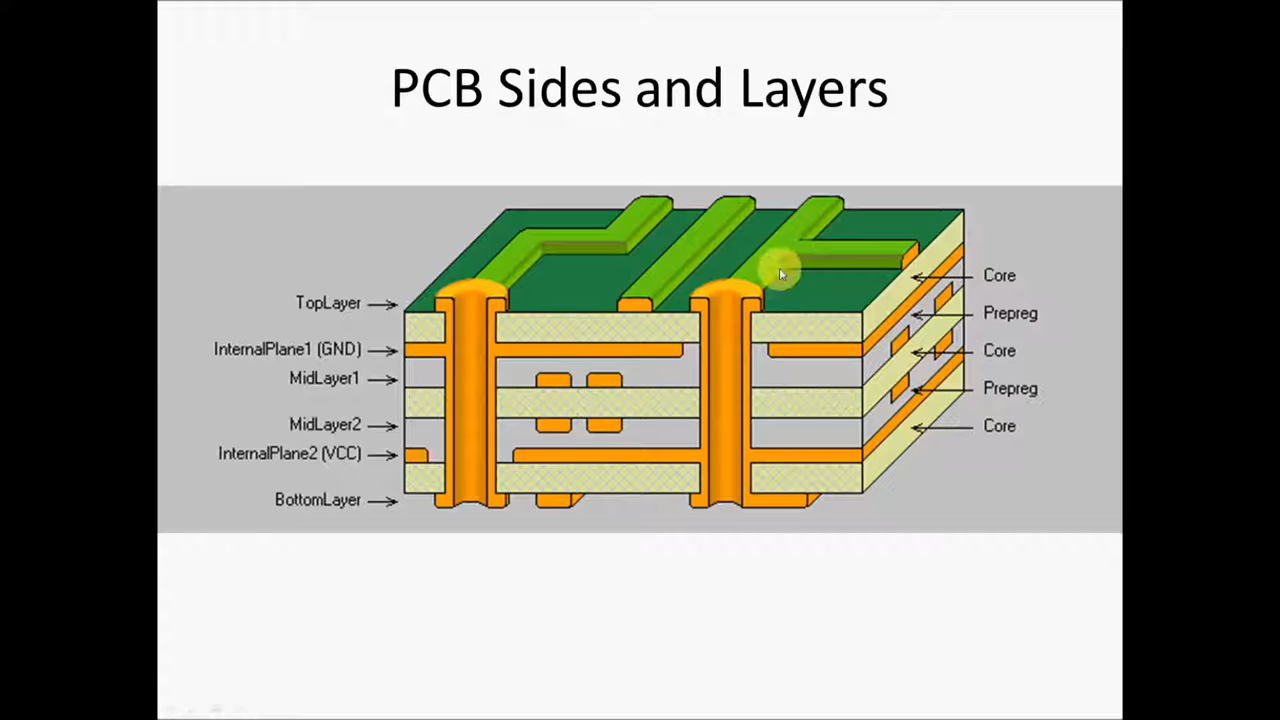 PCB Sides and Layers
TopLayer
InternalPlane1 (GND)
MidLayer1
MidLayer2
InternalPlane2 (VCC)
BottomLayer
Core
Prepreg
Core
Prepreg
Core